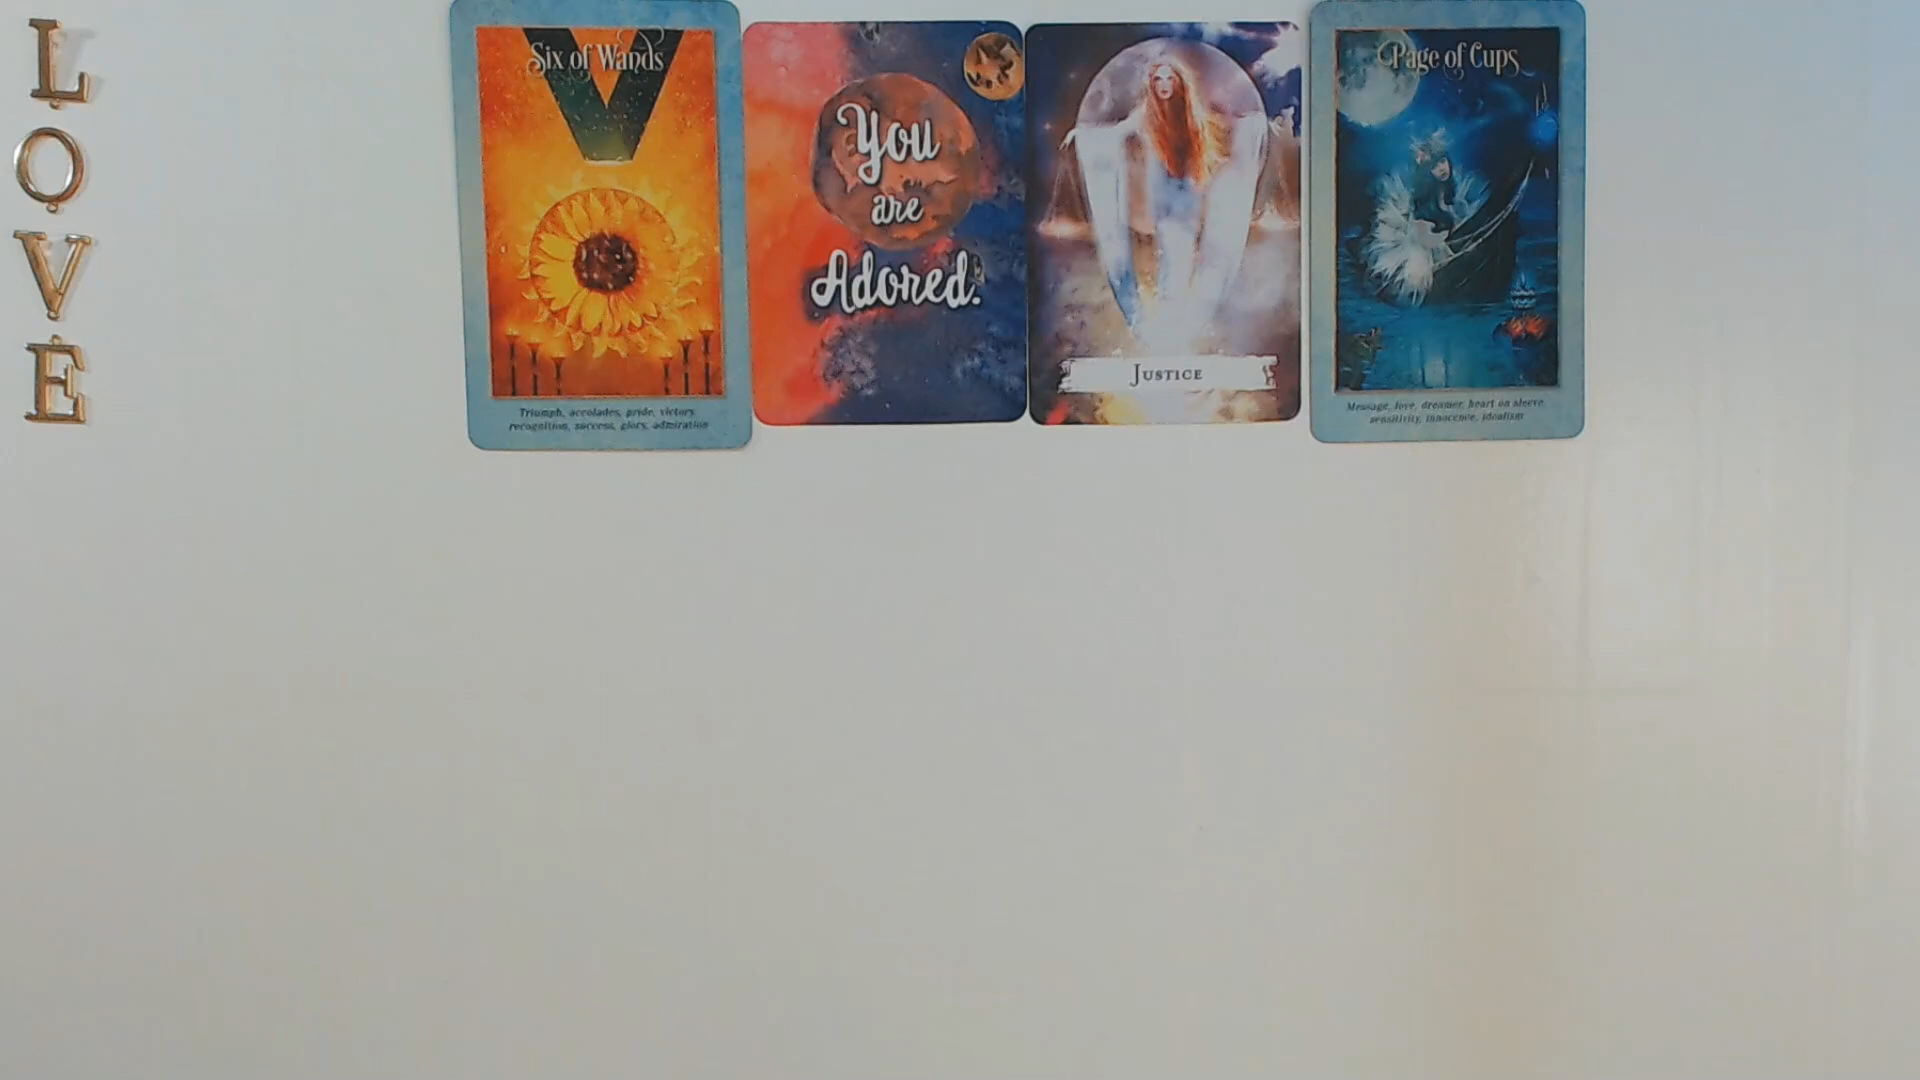 L
O
V
E
Six of Wands
Triumph, accolades, pride, victory
recognition, success, glory, admiration
You
are
Adored.
Justice
Page of Cups
Message, love, dreamer, heart on sleeve
sensitivity, innocence, idealism